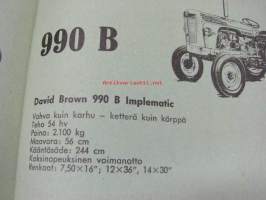 990 B
David Brown 990 B Implematic
Vahva kuin karhu – ketterä kuin kärppä
Teho 54 hv
Paino: 2.100 kg
Maavara: 56 cm
Kääntösäde: 244 cm
Kaksinopeuksinen voimanotto
Renkaat: 7,50×16"; 12×36", 14×30"